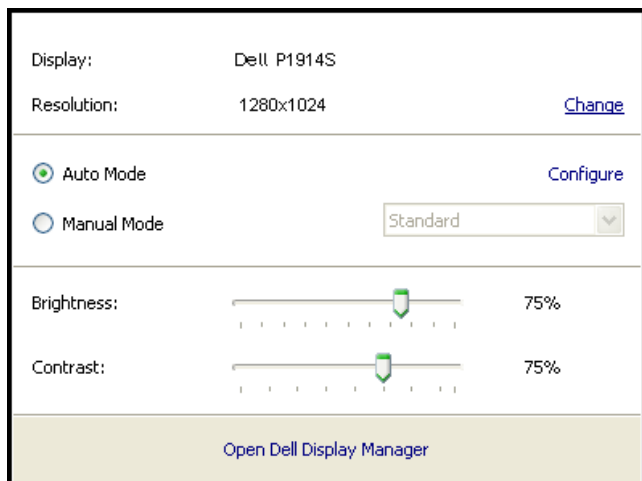 Display: Dell P1914S
Resolution: 1280x1024 Change
Auto Mode Configure
Manual Mode Standard
Brightness: 75%
Contrast: 75%
Open Dell Display Manager